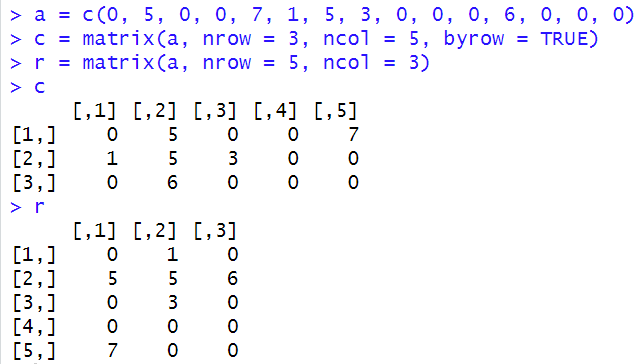 > a = c(0, 5, 0, 0, 7, 1, 5, 3, 0, 0, 0, 6, 0, 0, 0)
> c = matrix(a, nrow = 3, ncol = 5, byrow = TRUE)
> r = matrix(a, nrow = 5, ncol = 3)
> c
     [,1] [,2] [,3] [,4] [,5]
[1,]    0    5    0    0    7
[2,]    1    5    3    0    0
[3,]    0    6    0    0    0
> r
     [,1] [,2] [,3]
[1,]    0    1    0
[2,]    5    5    6
[3,]    0    3    0
[4,]    0    0    0
[5,]    7    0    0